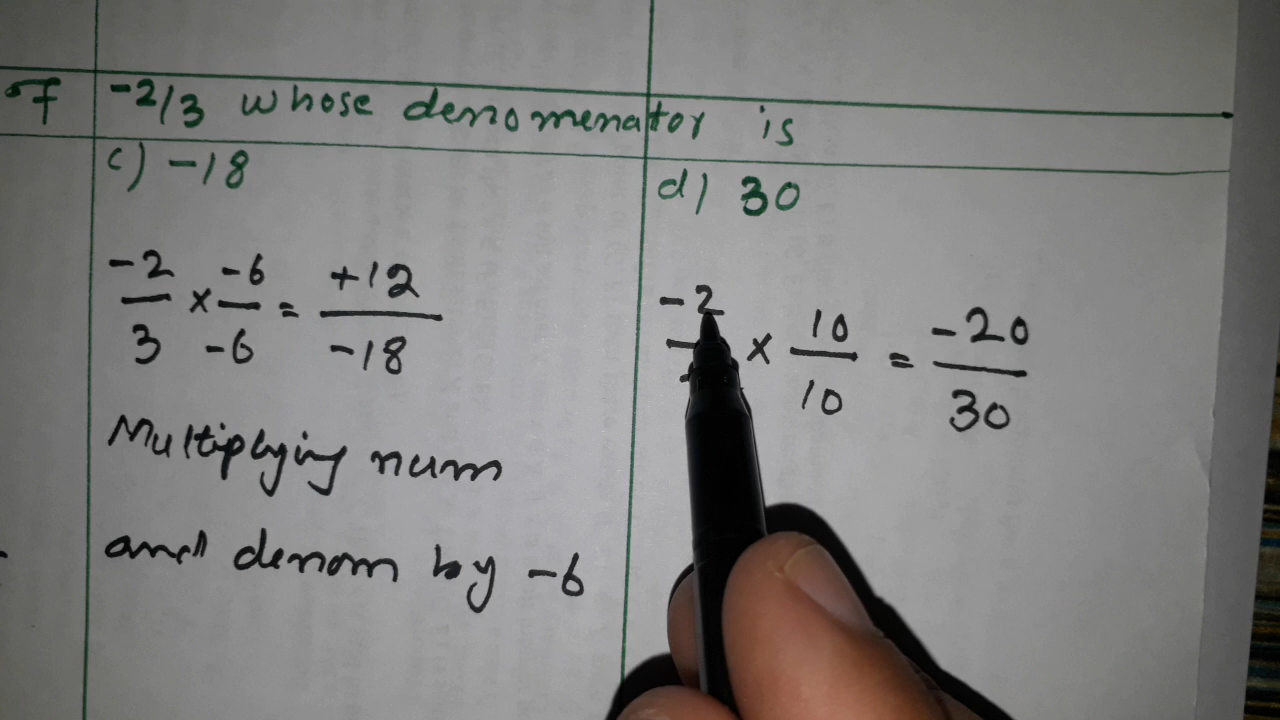 of -2/3 whose denomenator is
c) -18
-2/3 × -6/-6 = +12/-18
Multiplying num
and denom by -6
d) 30
-2/ × 10/10 = -20/30